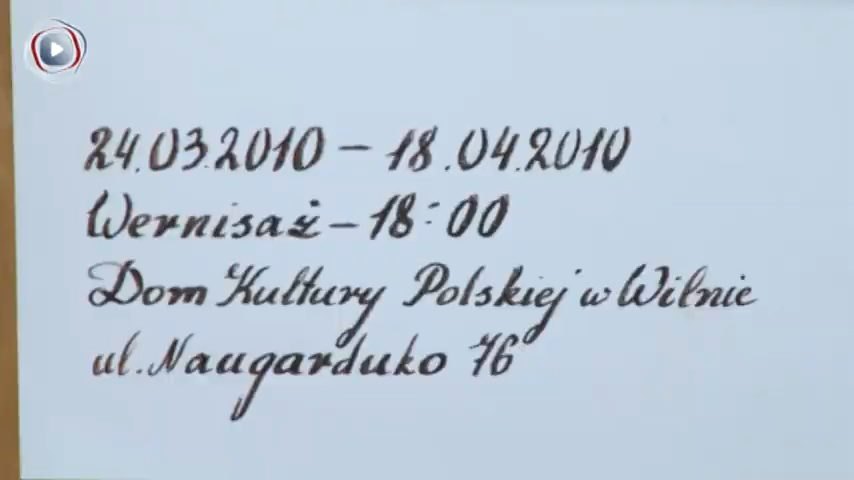 24.03.2010 – 18.04.2010
Wernisaż – 18:00
Dom Kultury Polskiej w Wilnie
ul. Naugarduko 76